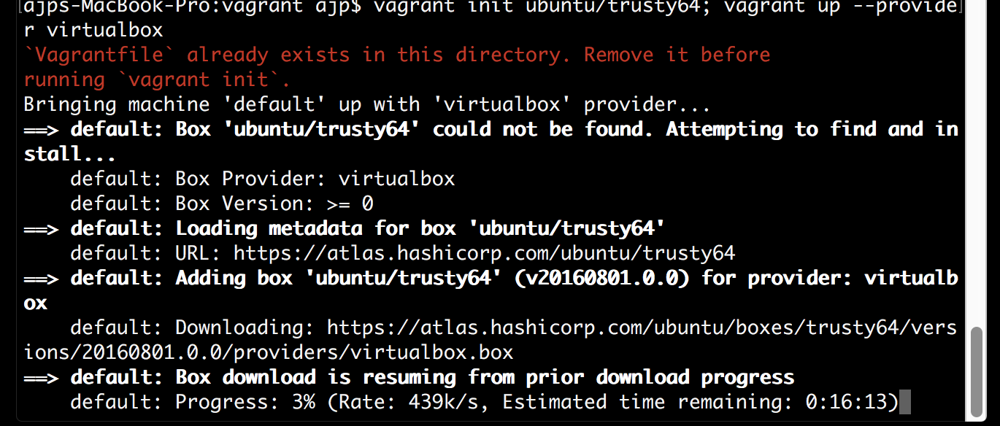 ajps-MacBook-Pro:vagrant ajp$ vagrant init ubuntu/trusty64; vagrant up --provide
r virtualbox
`Vagrantfile` already exists in this directory. Remove it before
running `vagrant init`.
Bringing machine 'default' up with 'virtualbox' provider...
==> default: Box 'ubuntu/trusty64' could not be found. Attempting to find and in
stall...
    default: Box Provider: virtualbox
    default: Box Version: >= 0
==> default: Loading metadata for box 'ubuntu/trusty64'
    default: URL: https://atlas.hashicorp.com/ubuntu/trusty64
==> default: Adding box 'ubuntu/trusty64' (v20160801.0.0) for provider: virtualb
ox
    default: Downloading: https://atlas.hashicorp.com/ubuntu/boxes/trusty64/vers
ions/20160801.0.0/providers/virtualbox.box
==> default: Box download is resuming from prior download progress
    default: Progress: 3% (Rate: 439k/s, Estimated time remaining: 0:16:13)